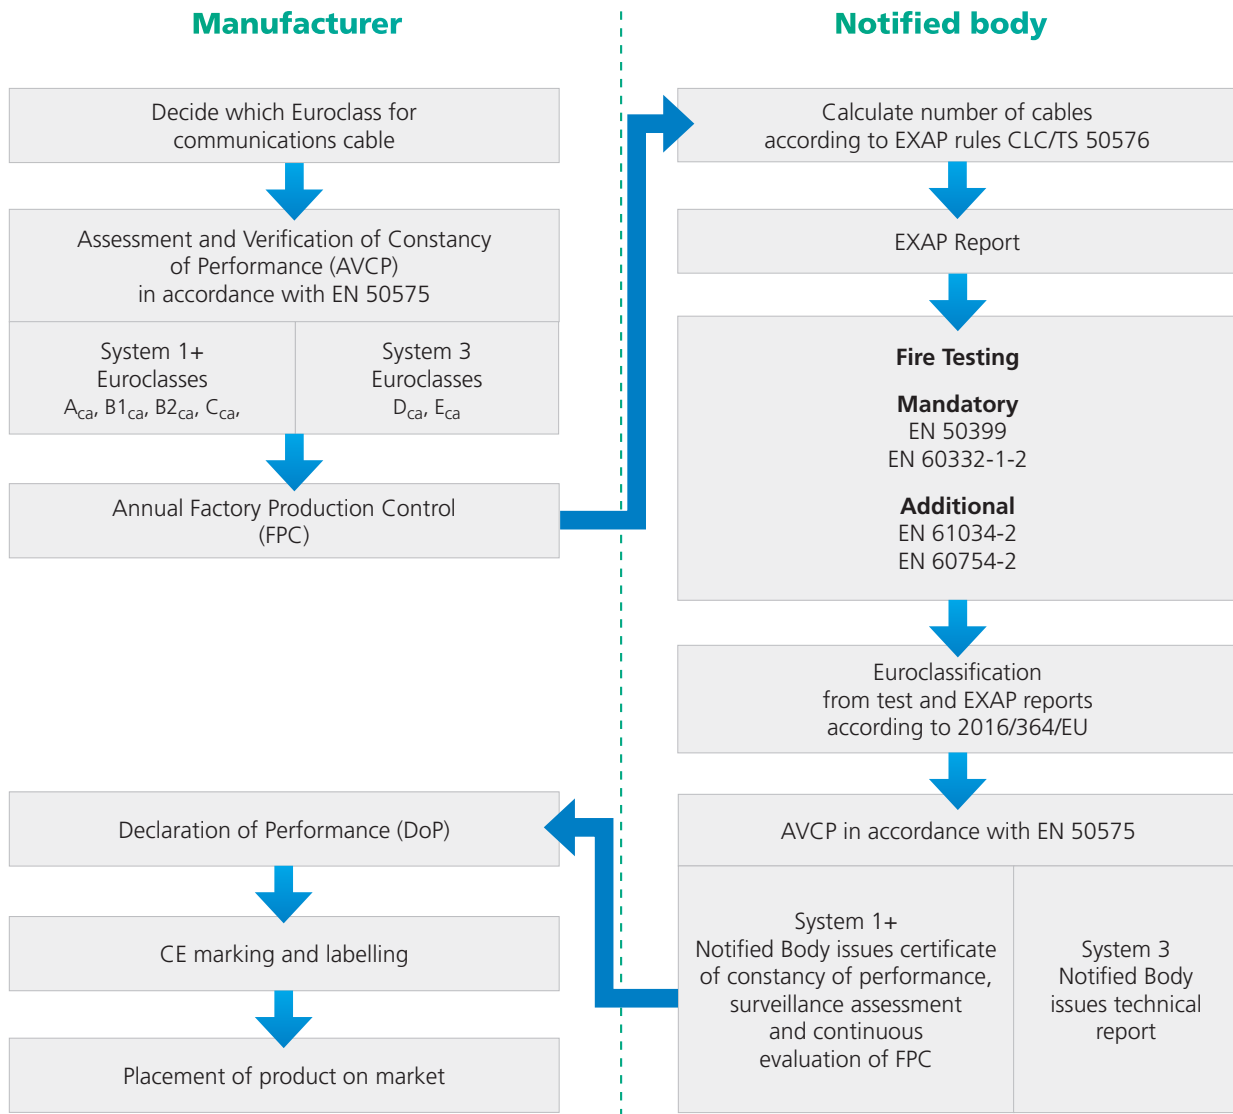 Manufacturer
Decide which Euroclass for
communications cable
Assessment and Verification of Constancy
of Performance (AVCP)
in accordance with EN 50575
System 1+
Euroclasses
Aca, B1ca, B2ca, Cca,
System 3
Euroclasses
Dca, Eca
Annual Factory Production Control
(FPC)
Notified body
Calculate number of cables
according to EXAP rules CLC/TS 50576
EXAP Report
Fire Testing
Mandatory
EN 50399
EN 60332-1-2
Additional
EN 61034-2
EN 60754-2
Euroclassification
from test and EXAP reports
according to 2016/364/EU
AVCP in accordance with EN 50575
System 1+
Notified Body issues certificate
of constancy of performance,
surveillance assessment
and continuous
evaluation of FPC
System 3
Notified Body
issues technical
report
Declaration of Performance (DoP)
CE marking and labelling
Placement of product on market